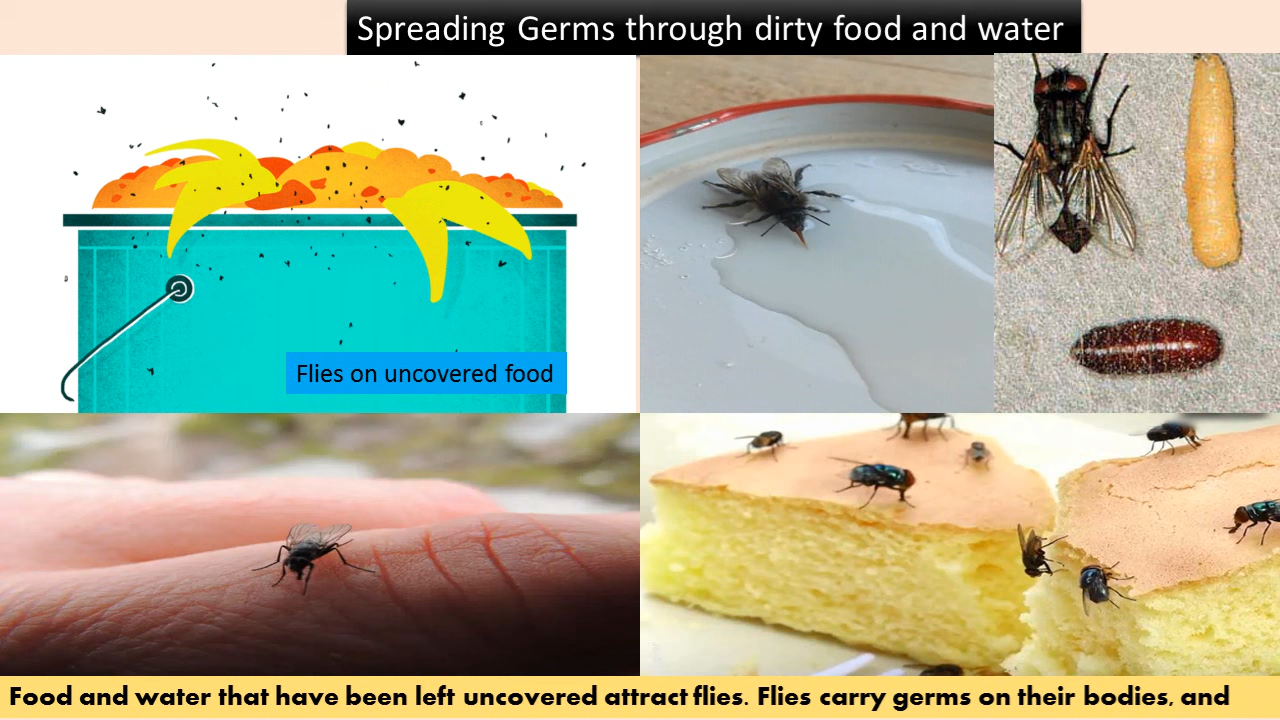 Spreading Germs through dirty food and water
Flies on uncovered food
Food and water that have been left uncovered attract flies. Flies carry germs on their bodies, and